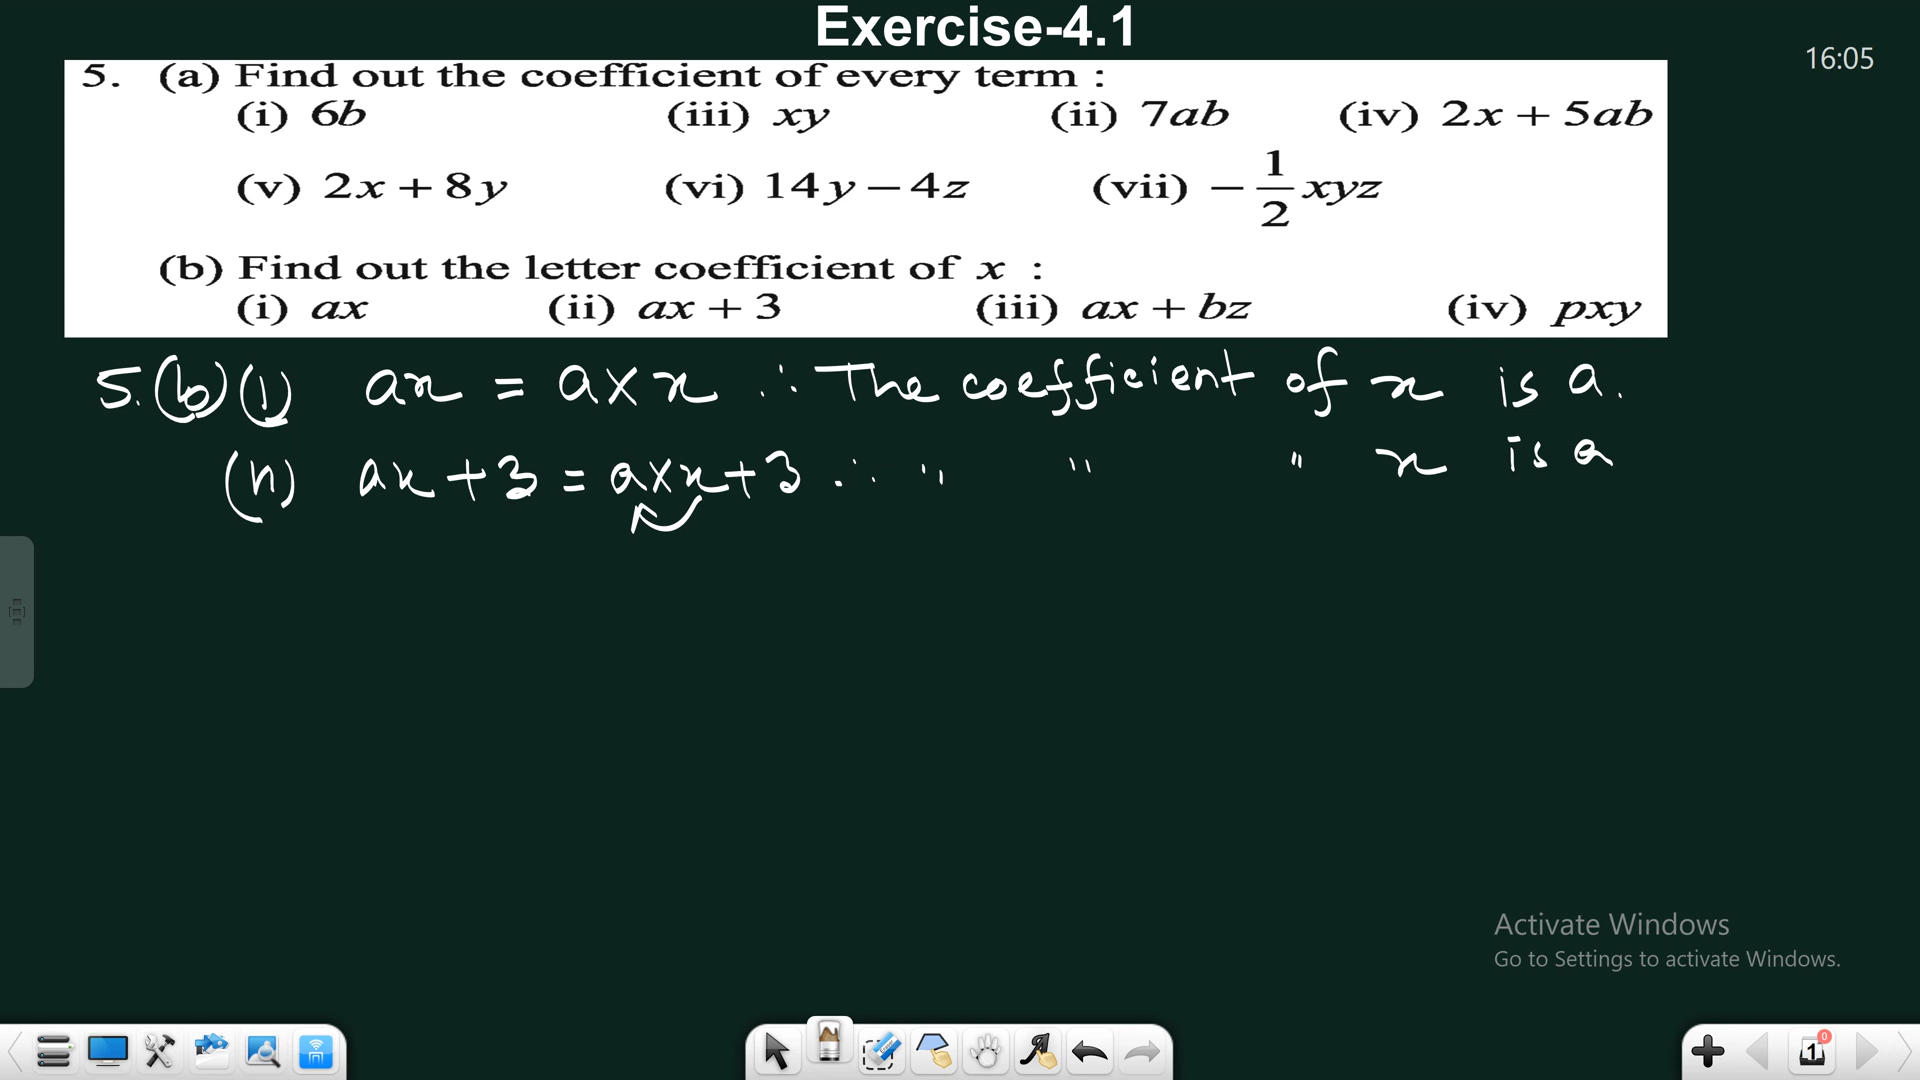 Exercise-4.1
16:05
5. (a) Find out the coefficient of every term :
(i) 6b (iii) xy (ii) 7ab (iv) 2x + 5ab
(v) 2x + 8y (vi) 14y − 4z (vii) − 1/2 xyz
(b) Find out the letter coefficient of x :
(i) ax (ii) ax + 3 (iii) ax + bz (iv) pxy
5.(b)(i) ax = a×x ∴ The coefficient of x is a.
(ii) ax+3 = a×x+3 ∴ " " " x is a
Activate Windows
Go to Settings to activate Windows.
1
0